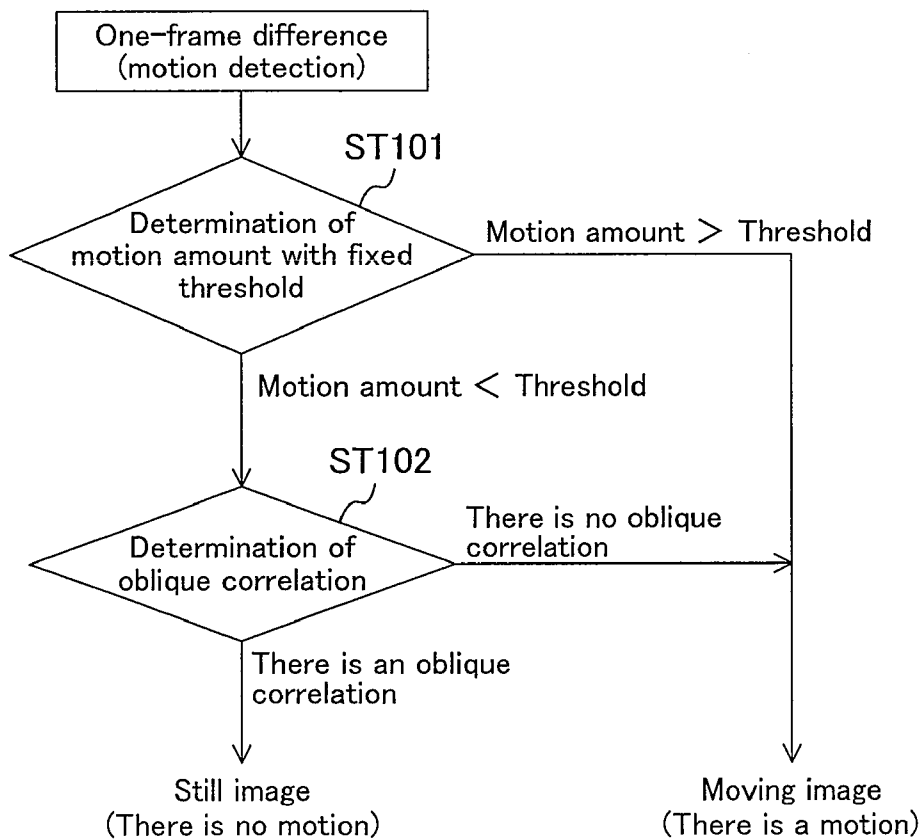 One-frame difference
(motion detection)
ST101
Determination of
motion amount with fixed
threshold
Motion amount > Threshold
Motion amount < Threshold
ST102
Determination of
oblique correlation
There is no oblique
correlation
There is an oblique
correlation
Still image
(There is no motion)
Moving image
(There is a motion)